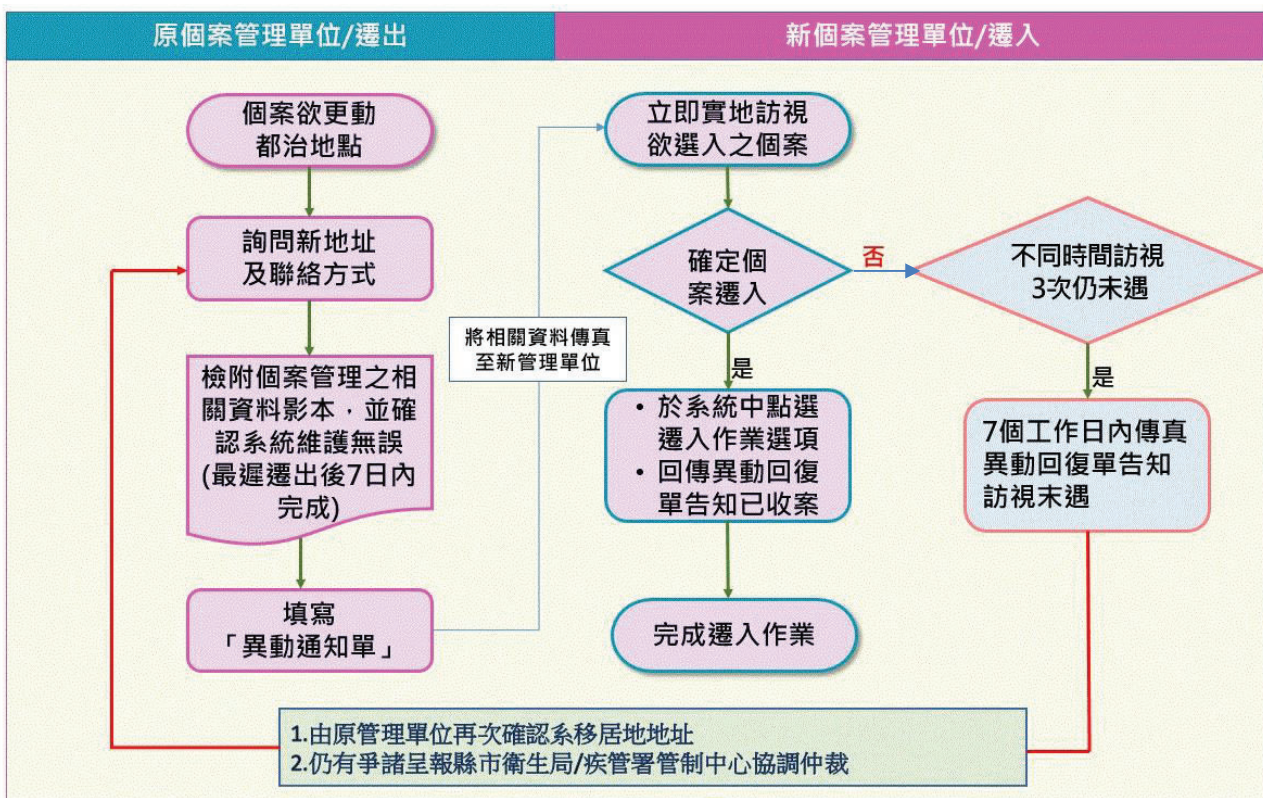 原個案管理單位/遷出
新個案管理單位/遷入
個案欲更動
都治地點
詢問新地址
及聯絡方式
檢附個案管理之相
關資料影本，並確
認系統維護無誤
(最遲遷出後7日內
完成)
填寫
「異動通知單」
將相關資料傳真
至新管理單位
立即實地訪視
欲選入之個案
確定個
案遷入
否
是
• 於系統中點選
遷入作業選項
• 回傳異動回復
單告知已收案
完成遷入作業
不同時間訪視
3次仍未遇
是
7個工作日內傳真
異動回復單告知
訪視末遇
1.由原管理單位再次確認系移居地地址
2.仍有爭諸呈報縣市衛生局/疾管署管制中心協調仲裁